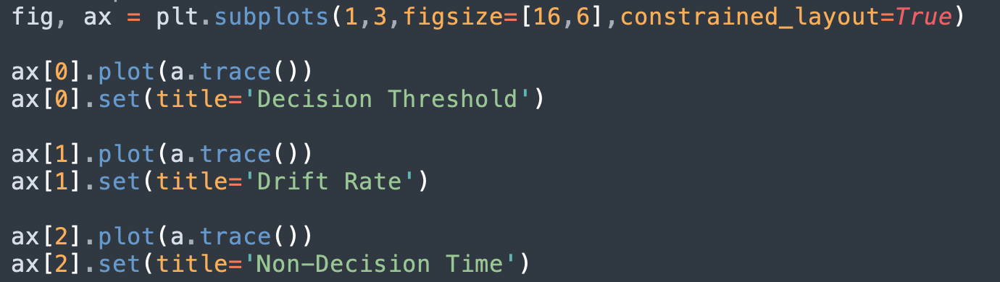 fig, ax = plt.subplots(1,3,figsize=[16,6],constrained_layout=True)
ax[0].plot(a.trace())
ax[0].set(title='Decision Threshold')
ax[1].plot(a.trace())
ax[1].set(title='Drift Rate')
ax[2].plot(a.trace())
ax[2].set(title='Non-Decision Time')